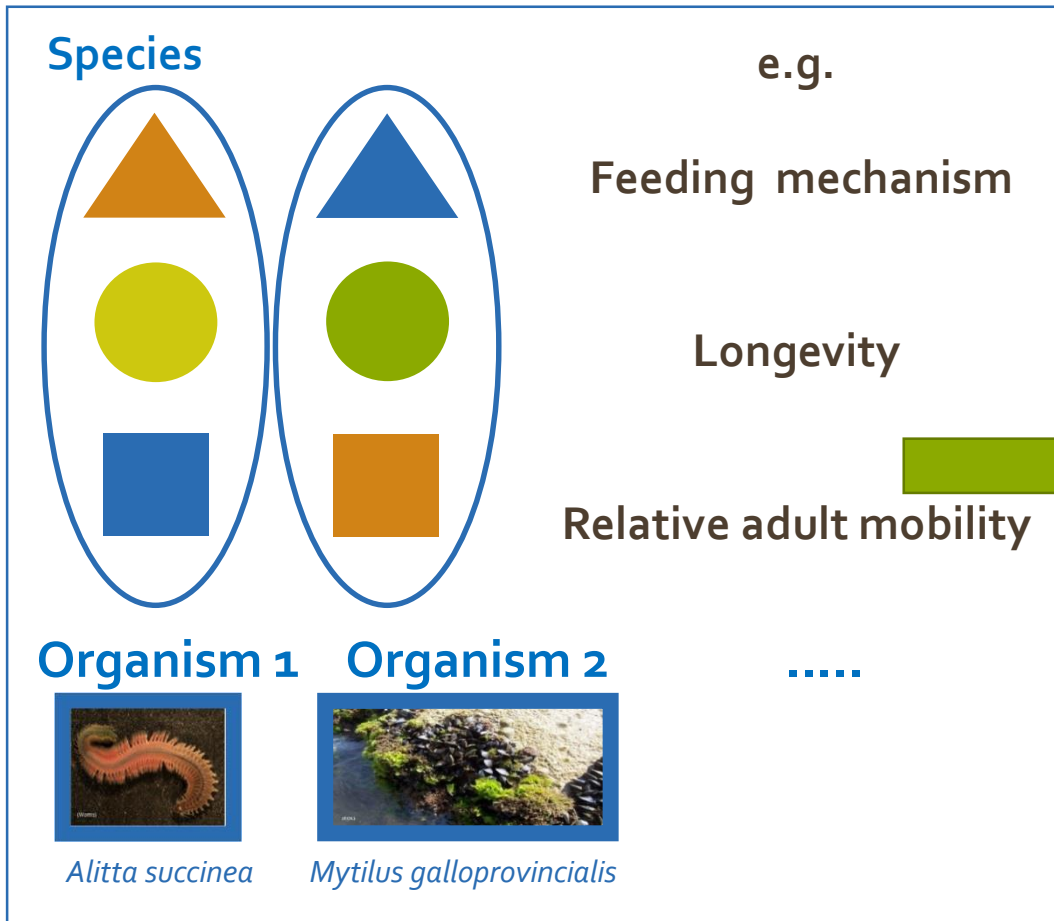 Species
e.g.
Feeding mechanism
Longevity
Relative adult mobility
Organism 1 Organism 2 .....
Alitta succinea Mytilus galloprovincialis